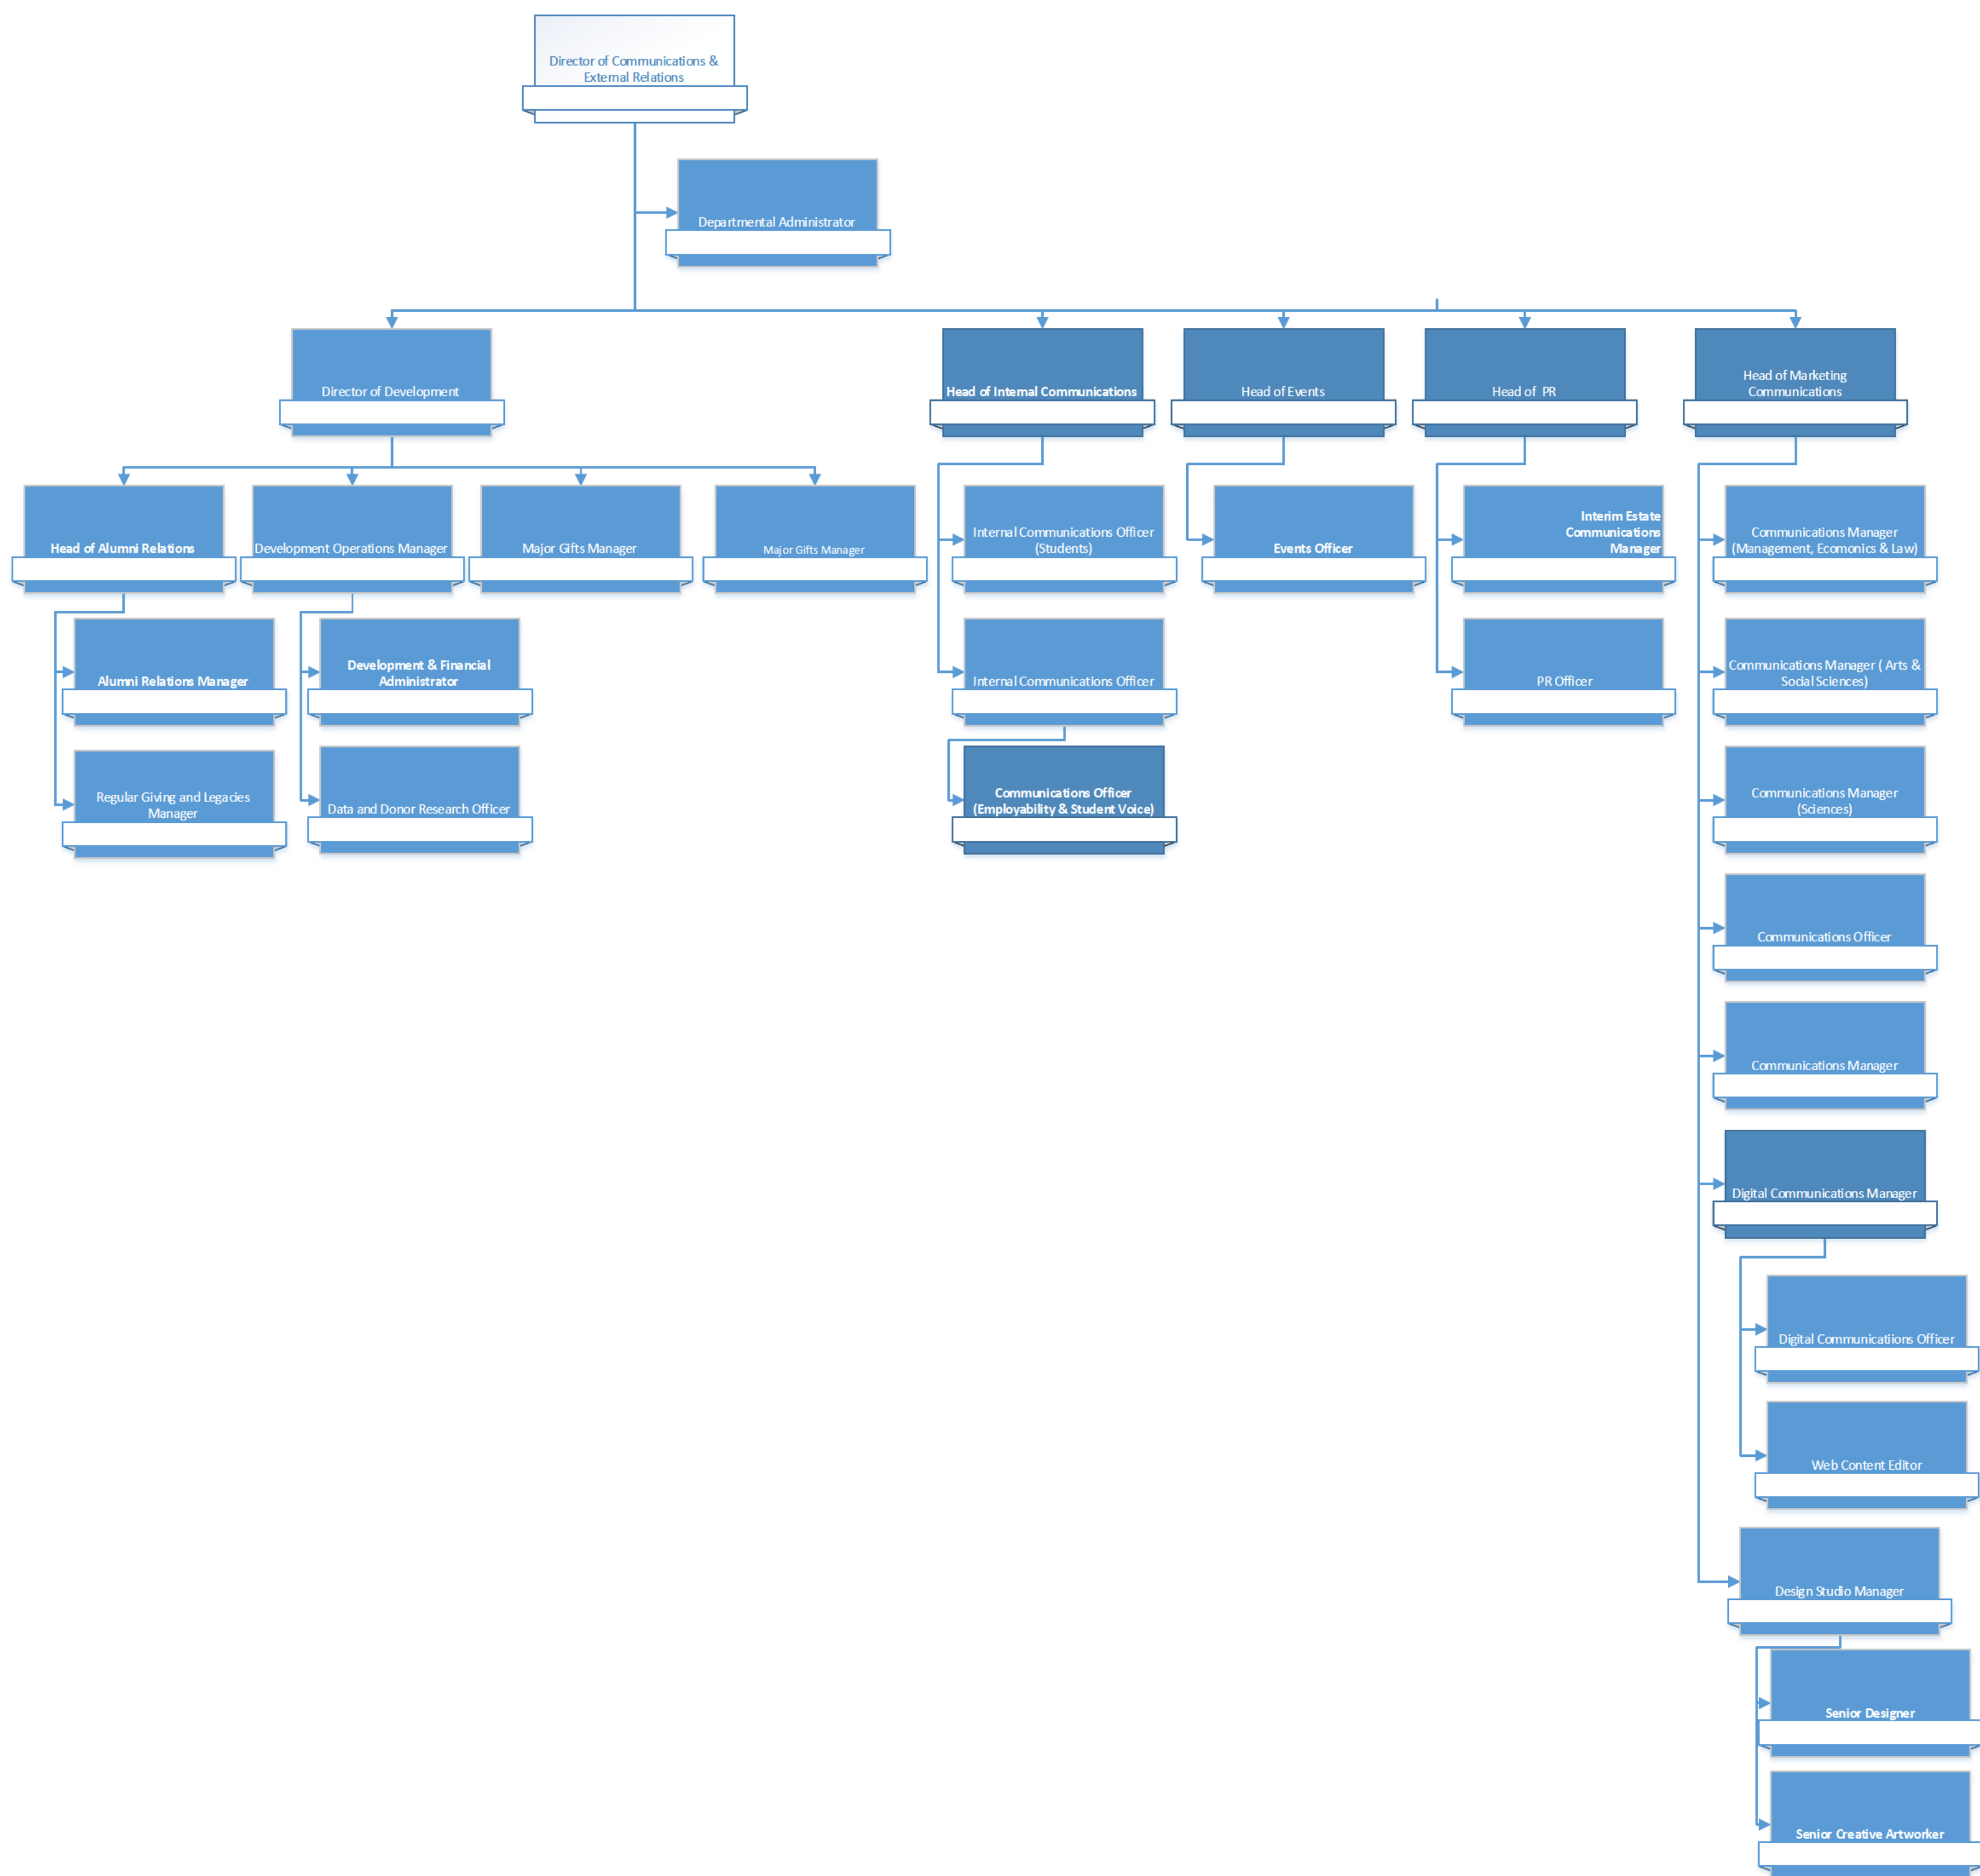 Director of Communications &
External Relations
Departmental Administrator
Director of Development
Head of Internal Communications
Head of Events
Head of  PR
Head of Marketing
Communications
Head of Alumni Relations
Development Operations Manager
Major Gifts Manager
Major Gifts Manager
Internal Communications Officer
(Students)
Events Officer
Interim Estate
Communications
Manager
Communications Manager
(Management, Ecomonics & Law)
Alumni Relations Manager
Development & Financial
Administrator
Internal Communications Officer
PR Officer
Communications Manager ( Arts &
Social Sciences)
Regular Giving and Legacies
Manager
Data and Donor Research Officer
Communications Officer
(Employability & Student Voice)
Communications Manager
(Sciences)
Communications Officer
Communications Manager
Digital Communications Manager
Digital Communicatiions Officer
Web Content Editor
Design Studio Manager
Senior Designer
Senior Creative Artworker